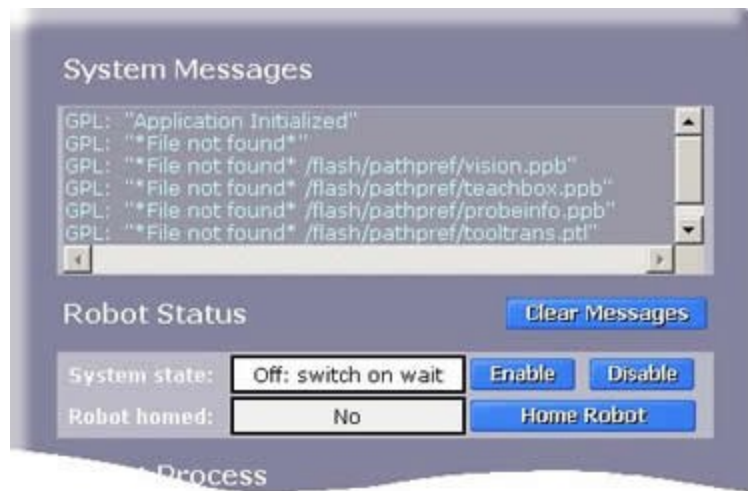 System Messages
GPL: "Application Initialized"
GPL: "*File not found*"
GPL: "*File not found* /flash/pathpref/vision.ppb"
GPL: "*File not found* /flash/pathpref/teachbox.ppb"
GPL: "*File not found* /flash/pathpref/probeinfo.ppb"
GPL: "*File not found* /flash/pathpref/tooltrans.ptl"
Robot Status
Clear Messages
System state: Off: switch on wait Enable Disable
Robot homed: No Home Robot
Process